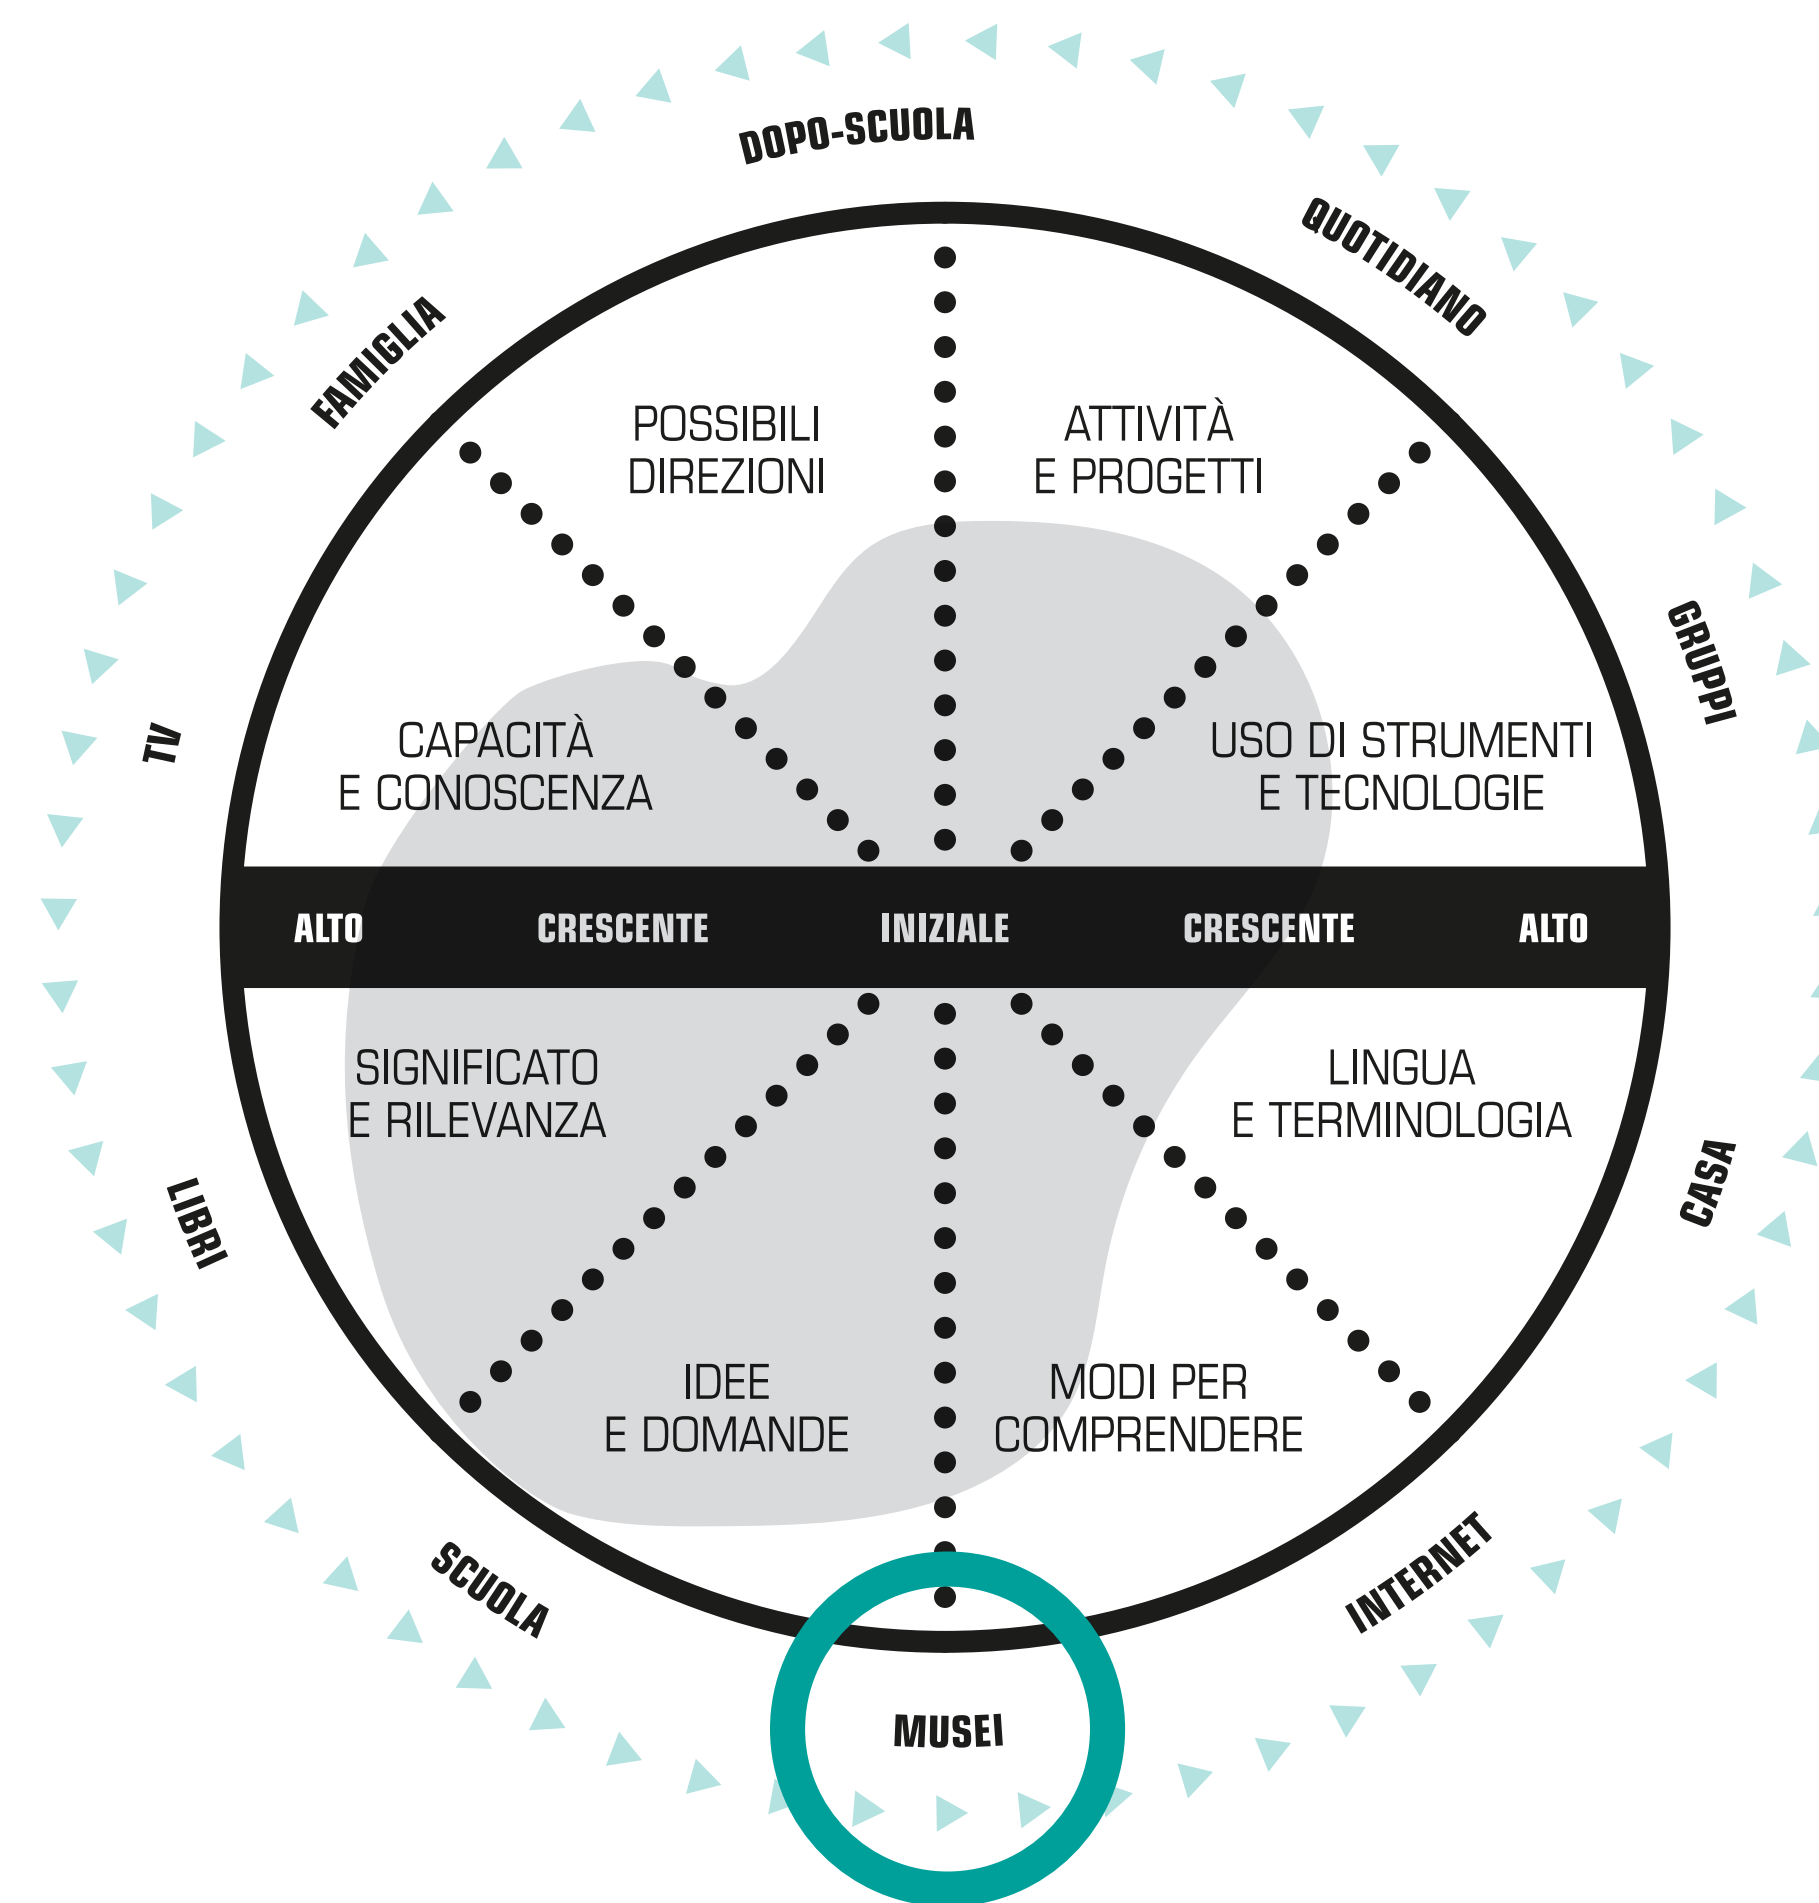 DOPO-SCUOLA
QUOTIDIANO
FAMIGLIA
POSSIBILI
DIREZIONI
ATTIVITÀ
E PROGETTI
GRUPPI
TV
CAPACITÀ
E CONOSCENZA
USO DI STRUMENTI
E TECNOLOGIE
ALTO CRESCENTE INIZIALE CRESCENTE ALTO
SIGNIFICATO
E RILEVANZA
LINGUA
E TERMINOLOGIA
LIBRI
CASA
IDEE
E DOMANDE
MODI PER
COMPRENDERE
SCUOLA
INTERNET
MUSEI